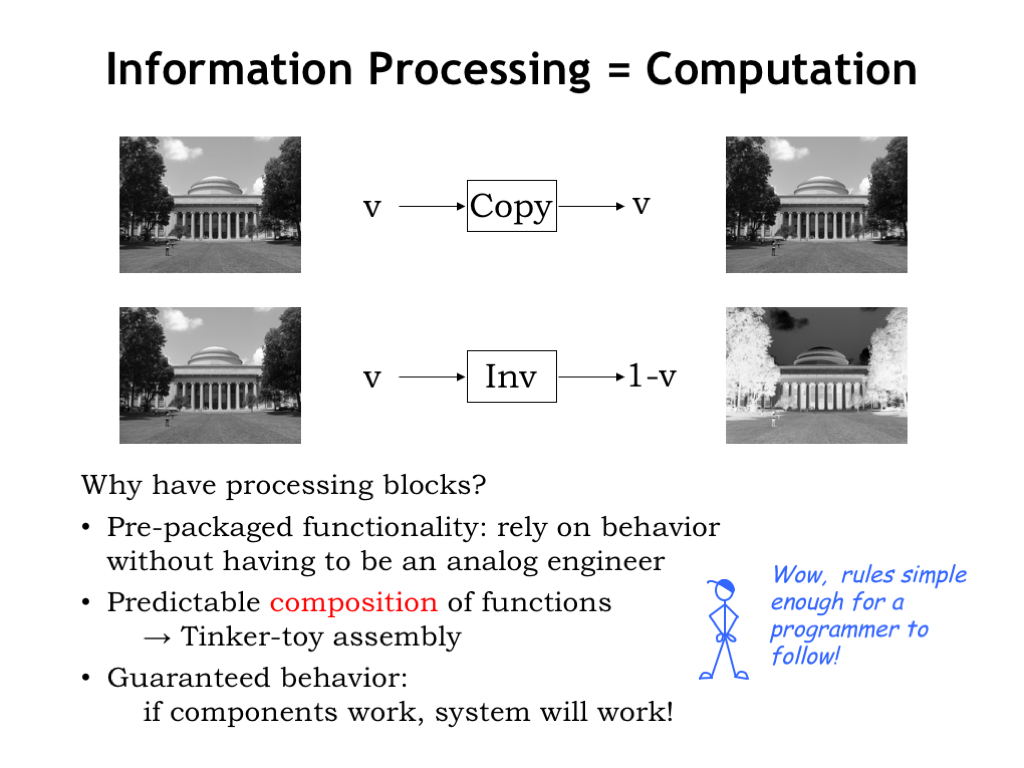 Information Processing = Computation
v Copy v
v Inv 1-v
Why have processing blocks?
• Pre-packaged functionality: rely on behavior
without having to be an analog engineer
• Predictable composition of functions
→ Tinker-toy assembly
• Guaranteed behavior:
if components work, system will work!
Wow, rules simple
enough for a
programmer to
follow!